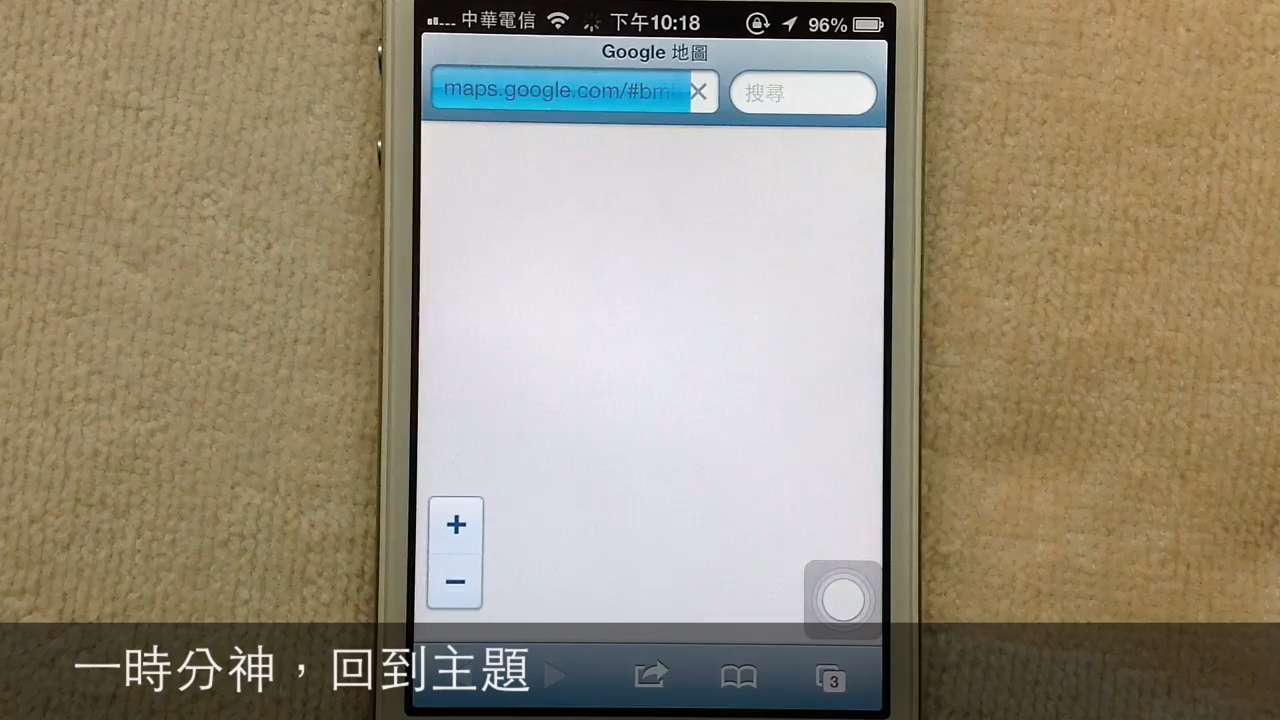 中華電信 下午10:18 96%
Google 地圖
maps.google.com/#bm 搜尋
+
−
3
一時分神，回到主題